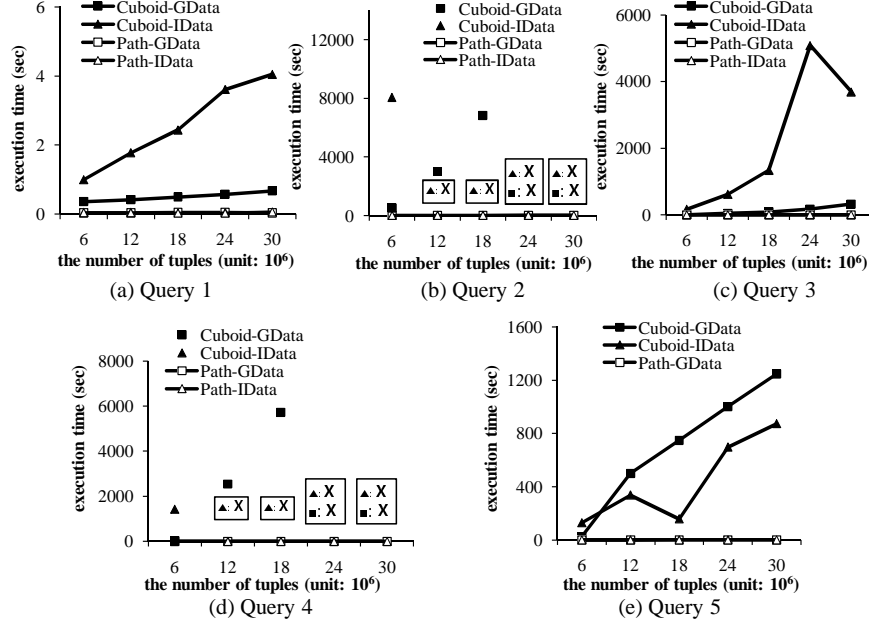 Cuboid-GData
Cuboid-IData
Path-GData
Path-IData
execution time (sec)
6
4
2
0
6 12 18 24 30
the number of tuples (unit: 10⁶)
(a) Query 1
Cuboid-GData
Cuboid-IData
Path-GData
Path-IData
execution time (sec)
12000
8000
4000
0
▲: X
▲: X
▲: X
■: X
▲: X
■: X
6 12 18 24 30
the number of tuples (unit: 10⁶)
(b) Query 2
Cuboid-GData
Cuboid-IData
Path-GData
Path-IData
execution time (sec)
6000
4000
2000
0
6 12 18 24 30
the number of tuples (unit: 10⁶)
(c) Query 3
Cuboid-GData
Cuboid-IData
Path-GData
Path-IData
execution time (sec)
8000
6000
4000
2000
0
▲: X
▲: X
▲: X
■: X
▲: X
■: X
6 12 18 24 30
the number of tuples (unit: 10⁶)
(d) Query 4
Cuboid-GData
Cuboid-IData
Path-GData
execution time (sec)
1600
1200
800
400
0
6 12 18 24 30
the number of tuples (unit: 10⁶)
(e) Query 5